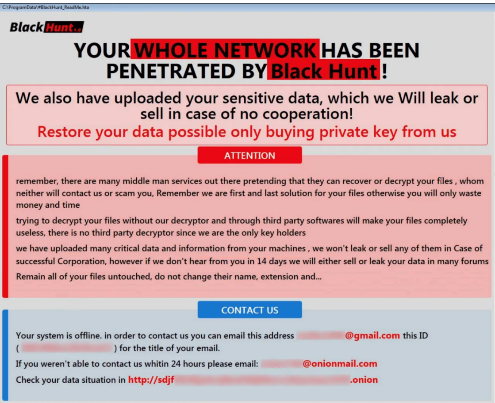 C:\ProgramData\#BlackHunt_ReadMe.hta
Black Hunt
YOUR WHOLE NETWORK HAS BEEN
PENETRATED BY Black Hunt !
We also have uploaded your sensitive data, which we Will leak or
sell in case of no cooperation!
Restore your data possible only buying private key from us
ATTENTION
remember, there are many middle man services out there pretending that they can recover or decrypt your files , whom
neither will contact us or scam you, Remember we are first and last solution for your files otherwise you will only waste
money and time
trying to decrypt your files without our decryptor and through third party softwares will make your files completely
useless, there is no third party decryptor since we are the only key holders
we have uploaded many critical data and information from your machines , we won't leak or sell any of them in Case of
successful Corporation, however if we don't hear from you in 14 days we will either sell or leak your data in many forums
Remain all of your files untouched, do not change their name, extension and...
CONTACT US
Your system is offline. in order to contact us you can email this address @gmail.com this ID
( ) for the title of your email.
If you weren't able to contact us whitin 24 hours please email: @onionmail.com
Check your data situation in http://sdjf .onion